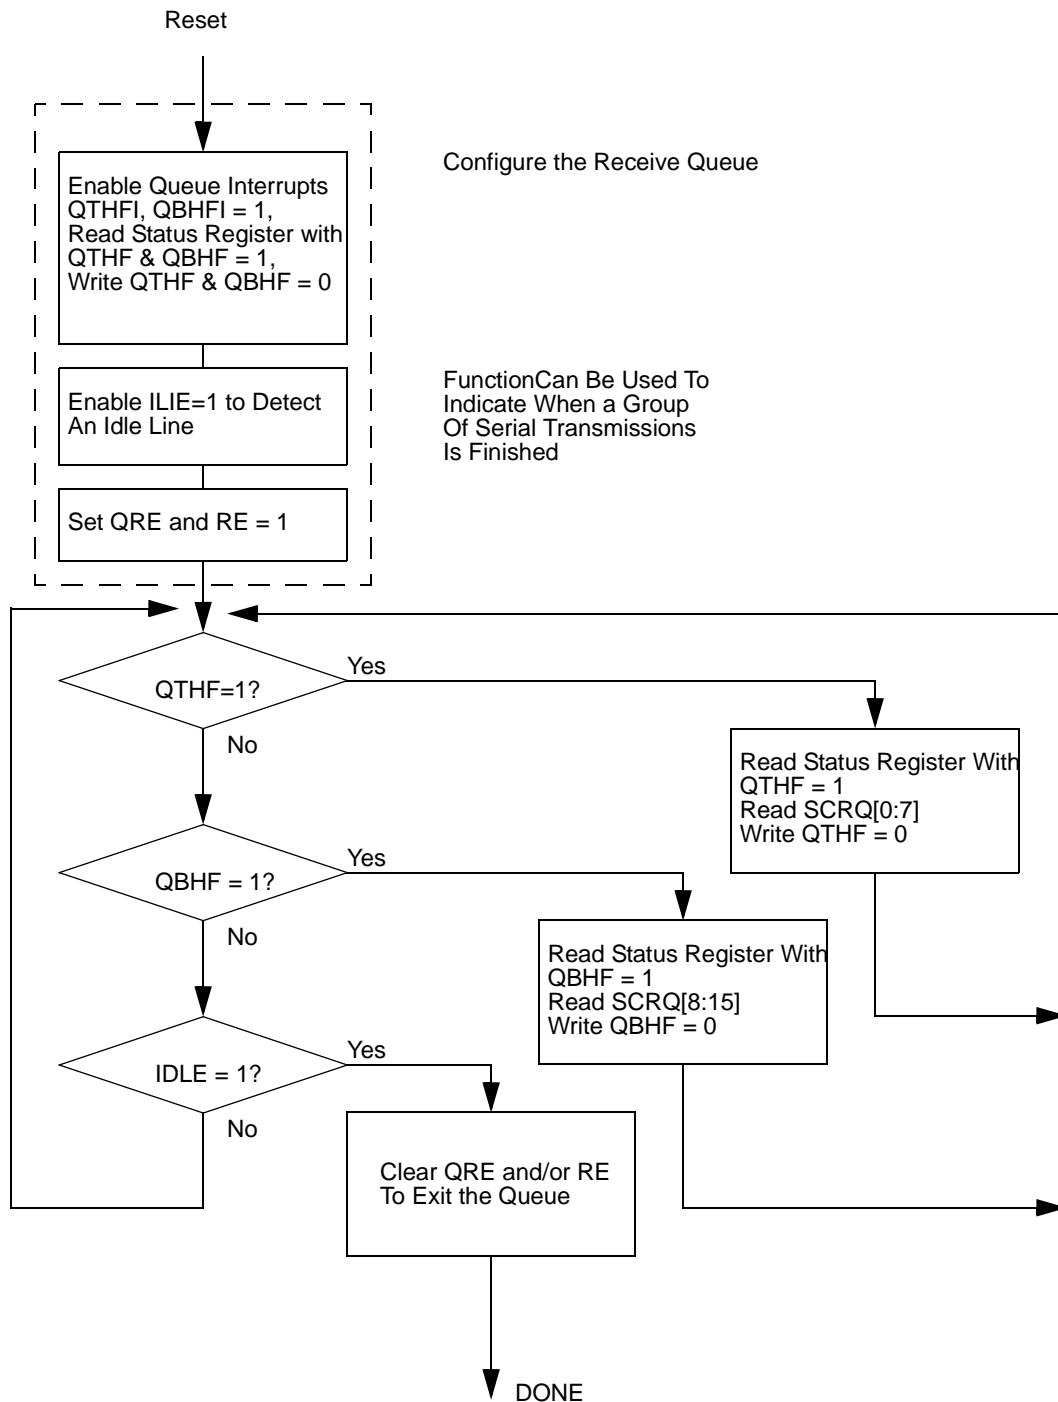 Reset
Configure the Receive Queue
Enable Queue Interrupts
QTHFI, QBHFI = 1,
Read Status Register with
QTHF & QBHF = 1,
Write QTHF & QBHF = 0
Enable ILIE=1 to Detect
An Idle Line
FunctionCan Be Used To
Indicate When a Group
Of Serial Transmissions
Is Finished
Set QRE and RE = 1
QTHF=1?
Yes
No
Read Status Register With
QTHF = 1
Read SCRQ[0:7]
Write QTHF = 0
QBHF = 1?
Yes
No
Read Status Register With
QBHF = 1
Read SCRQ[8:15]
Write QBHF = 0
IDLE = 1?
Yes
No
Clear QRE and/or RE
To Exit the Queue
DONE